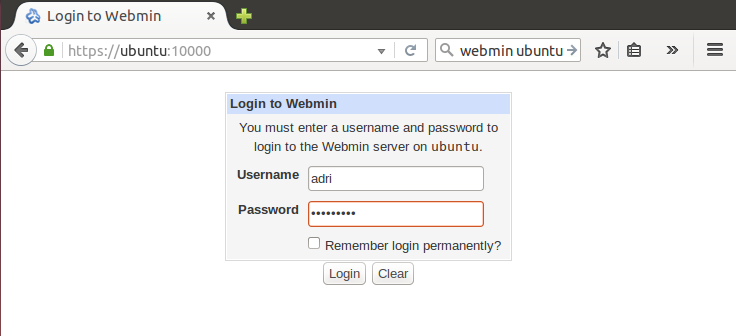 Login to Webmin
https://ubuntu:10000
webmin ubuntu
Login to Webmin
You must enter a username and password to
login to the Webmin server on ubuntu.
Username adri
Password •••••••••
Remember login permanently?
Login Clear